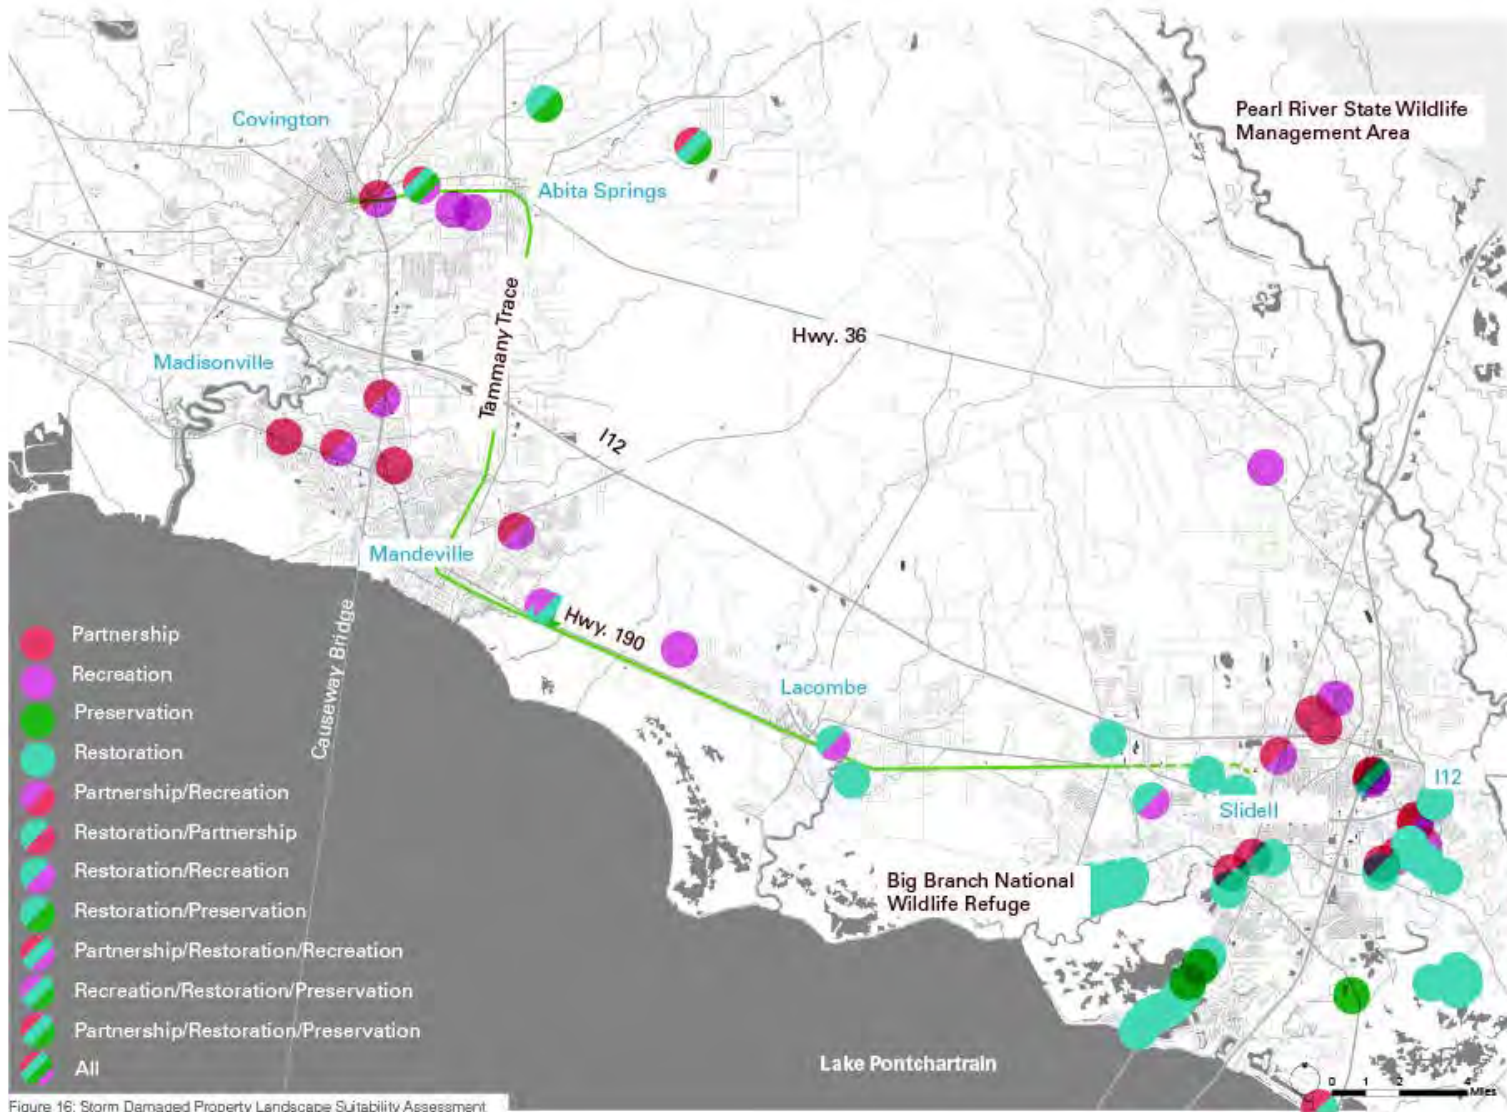 Covington
Pearl River State Wildlife
Management Area
Abita Springs
Tammany Trace
Hwy. 36
Madisonville
I12
Mandeville
Hwy. 190
Causeway Bridge
Lacombe
I12
Slidell
Big Branch National
Wildlife Refuge
Lake Pontchartrain
Partnership
Recreation
Preservation
Restoration
Partnership/Recreation
Restoration/Partnership
Restoration/Recreation
Restoration/Preservation
Partnership/Restoration/Recreation
Recreation/Restoration/Preservation
Partnership/Restoration/Preservation
All
0 1 2 4
Miles
Figure 16: Storm Damaged Property Landscape Suitability Assessment